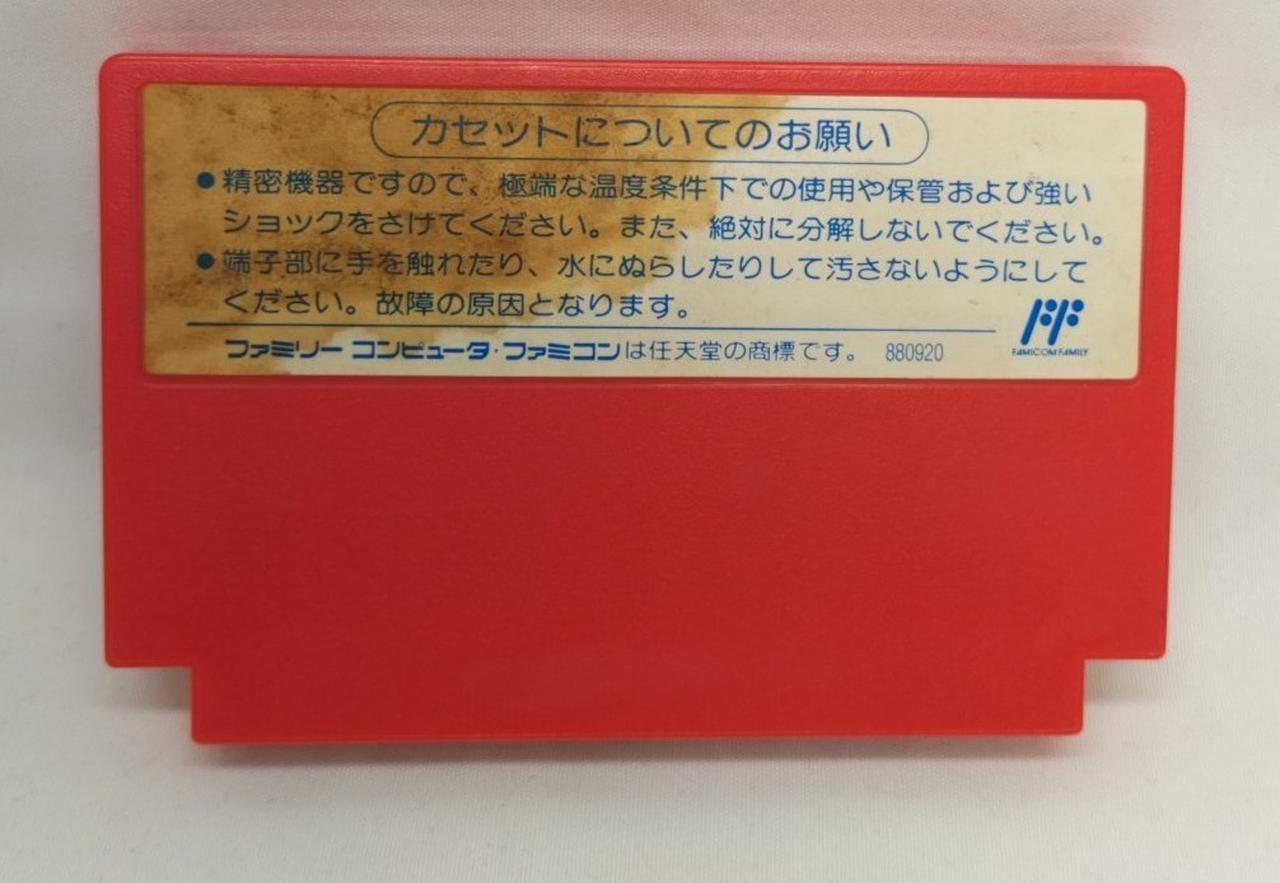 カセットについてのお願い
●精密機器ですので、極端な温度条件下での使用や保管および強い
ショックをさけてください。また、絶対に分解しないでください。
●端子部に手を触れたり、水にぬらしたりして汚さないようにして
ください。故障の原因となります。
ファミリー コンピュータ・ファミコンは任天堂の商標です。 880920
FAMICOM FAMILY